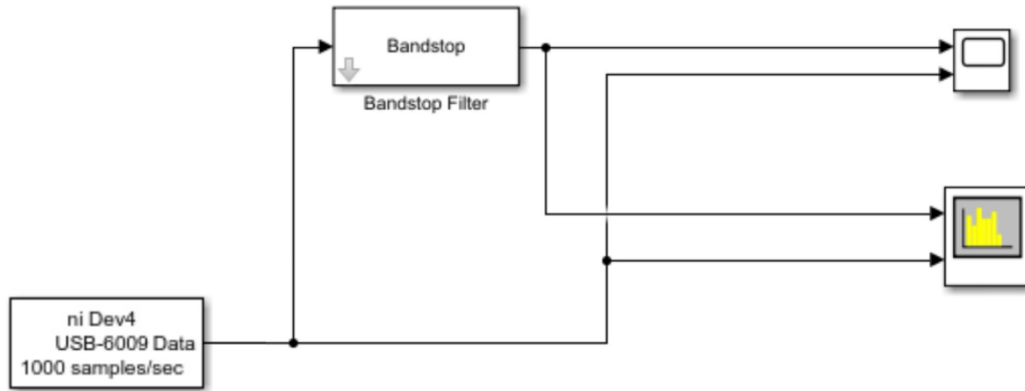 Bandstop
Bandstop Filter
ni Dev4
USB-6009 Data
1000 samples/sec